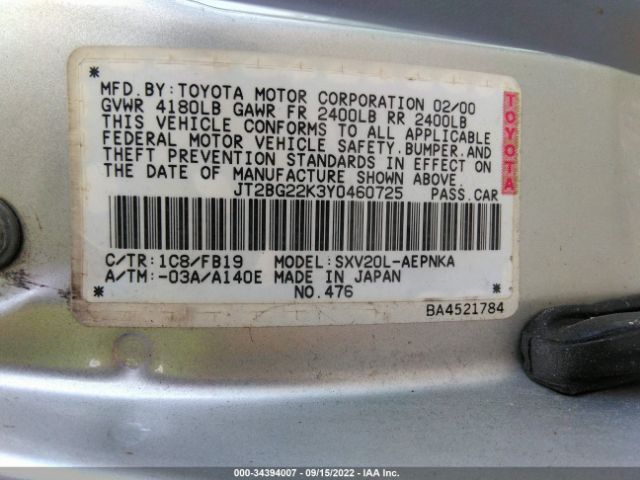 MFD.BY:TOYOTA MOTOR CORPORATION 02/00
GVWR 4180LB GAWR FR 2400LB RR 2400LB
THIS VEHICLE CONFORMS TO ALL APPLICABLE
FEDERAL MOTOR VEHICLE SAFETY,BUMPER,AND
THEFT PREVENTION STANDARDS IN EFFECT ON
THE DATE OF MANUFACTURE SHOWN ABOVE.
JT2BG22K3Y0460725 PASS.CAR
TOYOTA
C/TR:1C8/FB19 MODEL:SXV20L-AEPNKA
A/TM:-03A/A140E MADE IN JAPAN
NO.476
BA4521784
000-34394007 - 09/15/2022 - IAA Inc.